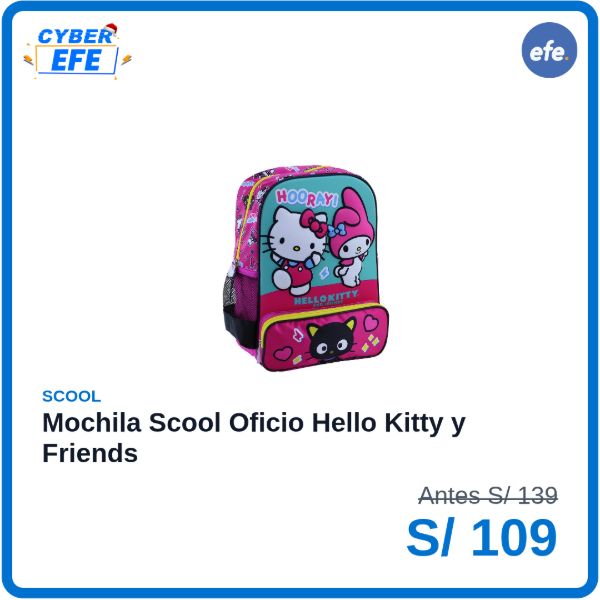 CYBER
EFE
efe.
HOORAY!
HELLO KITTY
SCOOL
Mochila Scool Oficio Hello Kitty y
Friends
Antes S/ 139
S/ 109